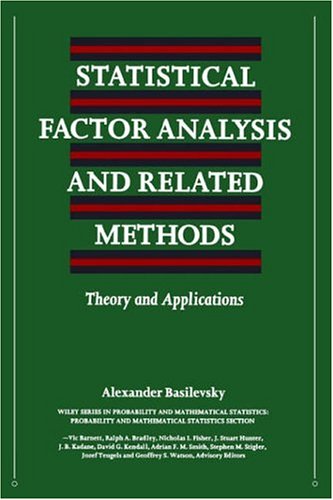 STATISTICAL
FACTOR ANALYSIS
AND RELATED
METHODS
Theory and Applications
Alexander Basilevsky
WILEY SERIES IN PROBABILITY AND MATHEMATICAL STATISTICS:
PROBABILITY AND MATHEMATICAL STATISTICS SECTION
—Vic Barnett, Ralph A. Bradley, Nicholas I. Fisher, J. Stuart Hunter,
J. B. Kadane, David G. Kendall, Adrian F. M. Smith, Stephen M. Stigler,
Jozef Teugels and Geoffrey S. Watson, Advisory Editors